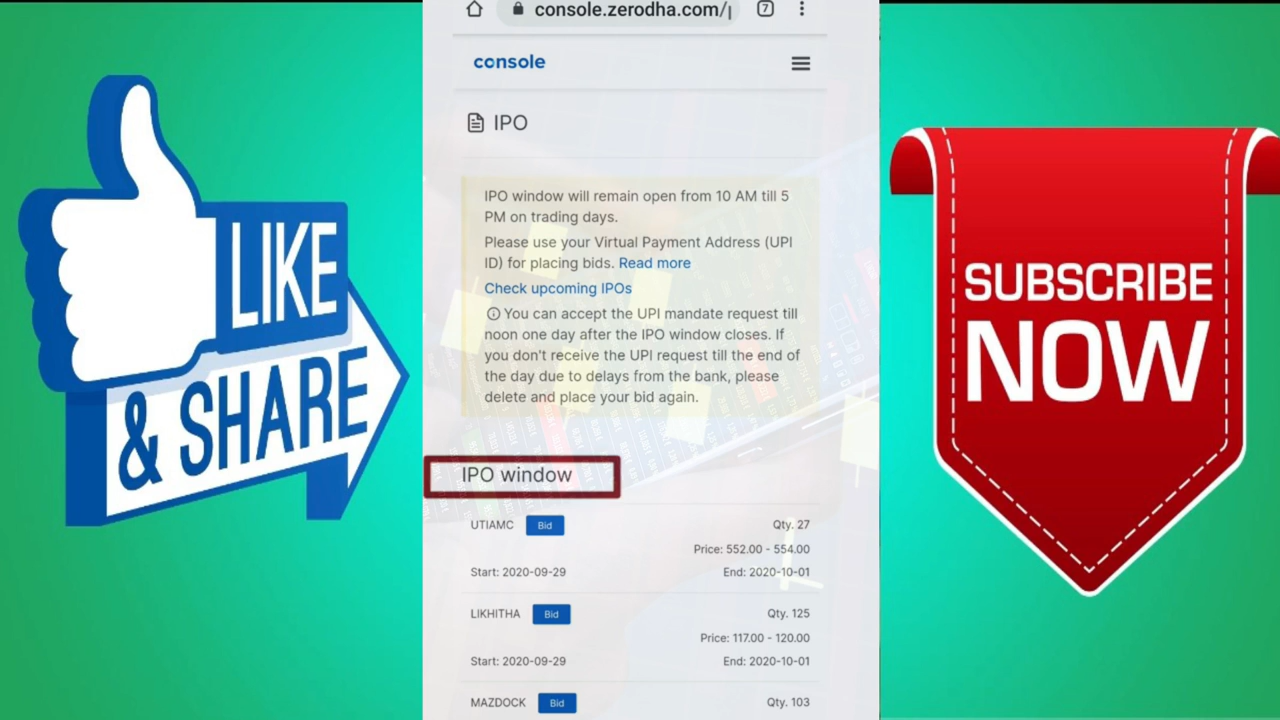 LIKE
& SHARE
console.zerodha.com/
7
console
IPO
IPO window will remain open from 10 AM till 5
PM on trading days.
Please use your Virtual Payment Address (UPI
ID) for placing bids. Read more
Check upcoming IPOs
You can accept the UPI mandate request till
noon one day after the IPO window closes. If
you don't receive the UPI request till the end of
the day due to delays from the bank, please
delete and place your bid again.
IPO window
UTIAMC Bid Qty. 27
Price: 552.00 - 554.00
Start: 2020-09-29 End: 2020-10-01
LIKHITHA Bid Qty. 125
Price: 117.00 - 120.00
Start: 2020-09-29 End: 2020-10-01
MAZDOCK Bid Qty. 103
SUBSCRIBE
NOW